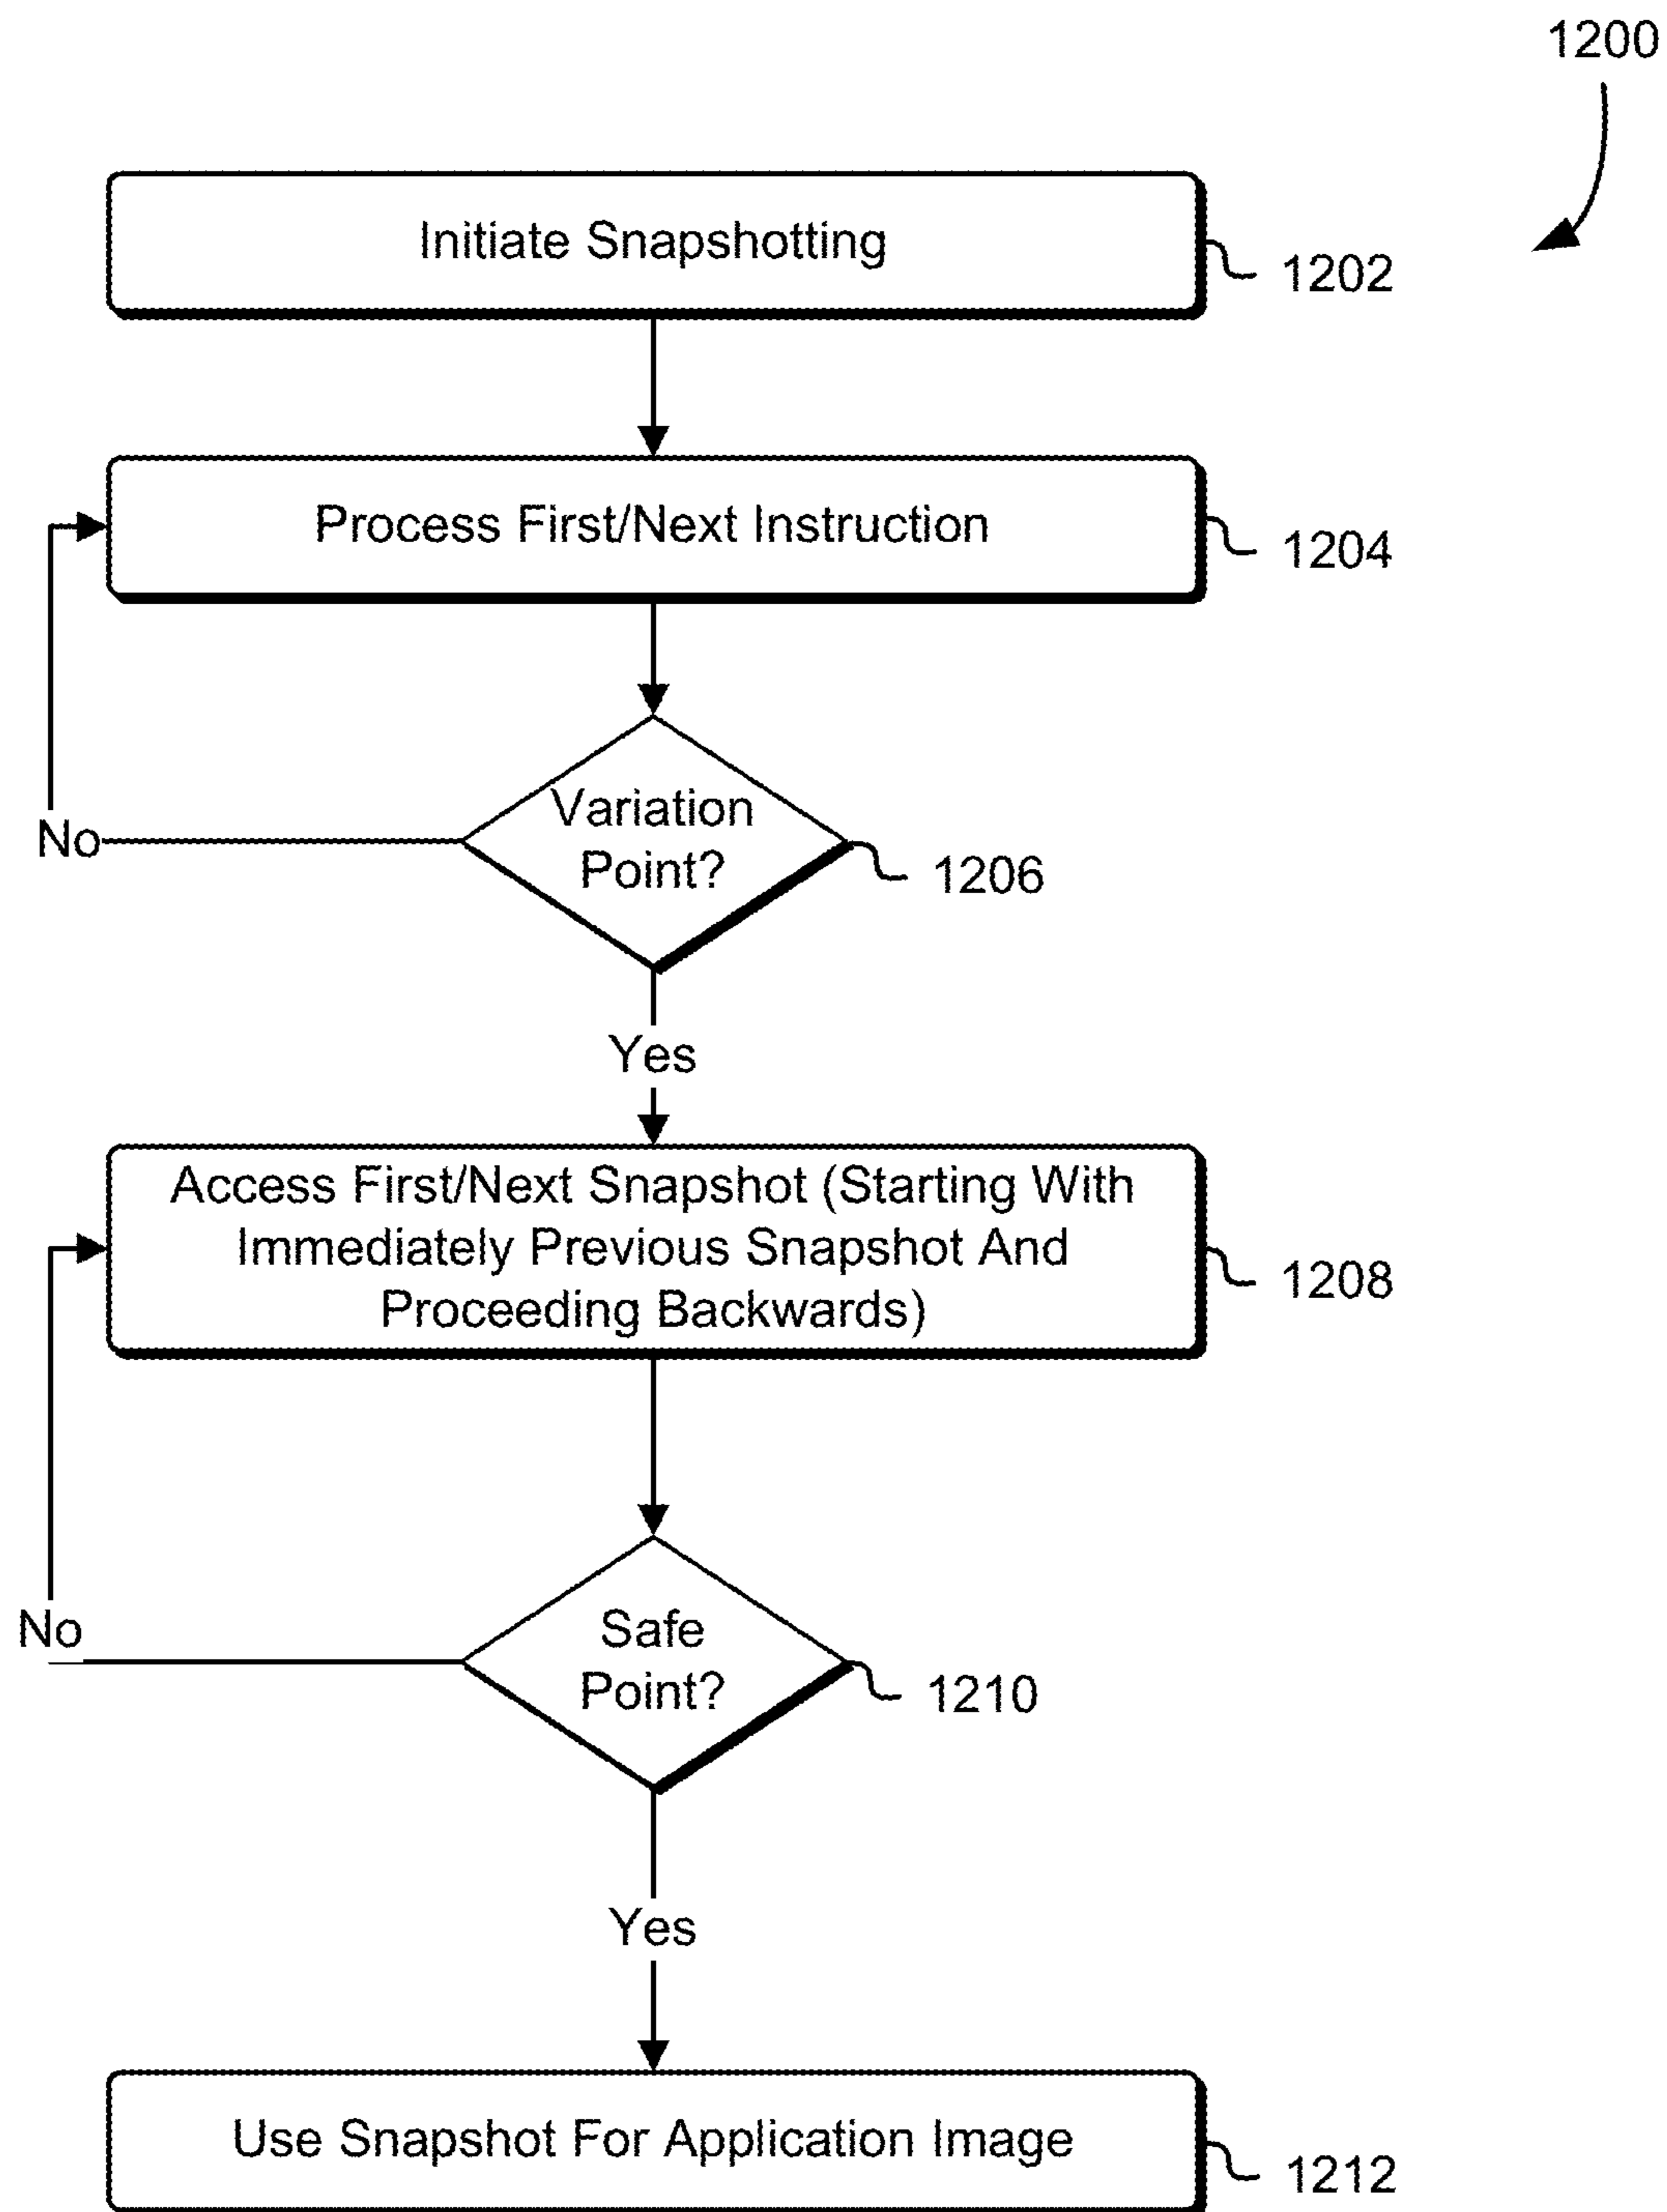 1200
Initiate Snapshotting
1202
Process First/Next Instruction
1204
Variation
Point?
1206
No
Yes
Access First/Next Snapshot (Starting With
Immediately Previous Snapshot And
Proceeding Backwards)
1208
Safe
Point?
1210
No
Yes
Use Snapshot For Application Image
1212